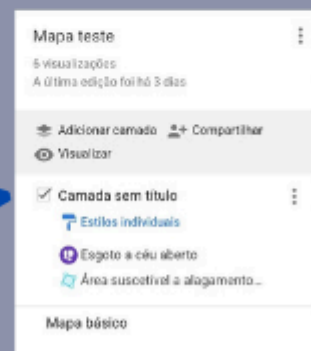 Mapa teste
6 visualizações
A última edição foi há 3 dias
Adicionar camada Compartilhar
Visualizar
Camada sem título
Estilos individuais
Esgoto a céu aberto
Área suscetível a alagamento...
Mapa básico